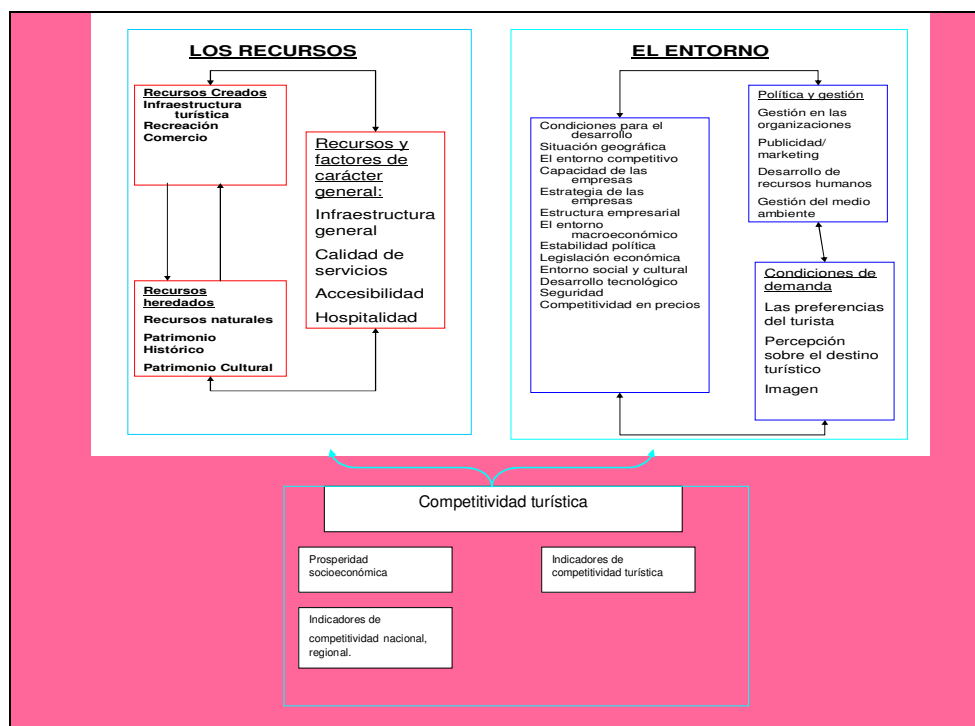 LOS RECURSOS
Recursos Creados
Infraestructura
turística
Recreación
Comercio
Recursos y
factores de
carácter
general:
Infraestructura
general
Calidad de
servicios
Accesibilidad
Hospitalidad
Recursos
heredados
Recursos naturales
Patrimonio
Histórico
Patrimonio Cultural
EL ENTORNO
Condiciones para el
desarrollo
Situación geográfica
El entorno competitivo
Capacidad de las
empresas
Estrategia de las
empresas
Estructura empresarial
El entorno
macroeconómico
Estabilidad política
Legislación económica
Entorno social y cultural
Desarrollo tecnológico
Seguridad
Competitividad en precios
Política y gestión
Gestión en las
organizaciones
Publicidad/
marketing
Desarrollo de
recursos humanos
Gestión del medio
ambiente
Condiciones de
demanda
Las preferencias
del turista
Percepción
sobre el destino
turístico
Imagen
Competitividad turística
Prosperidad
socioeconómica
Indicadores de
competitividad turística
Indicadores de
competitividad nacional,
regional.